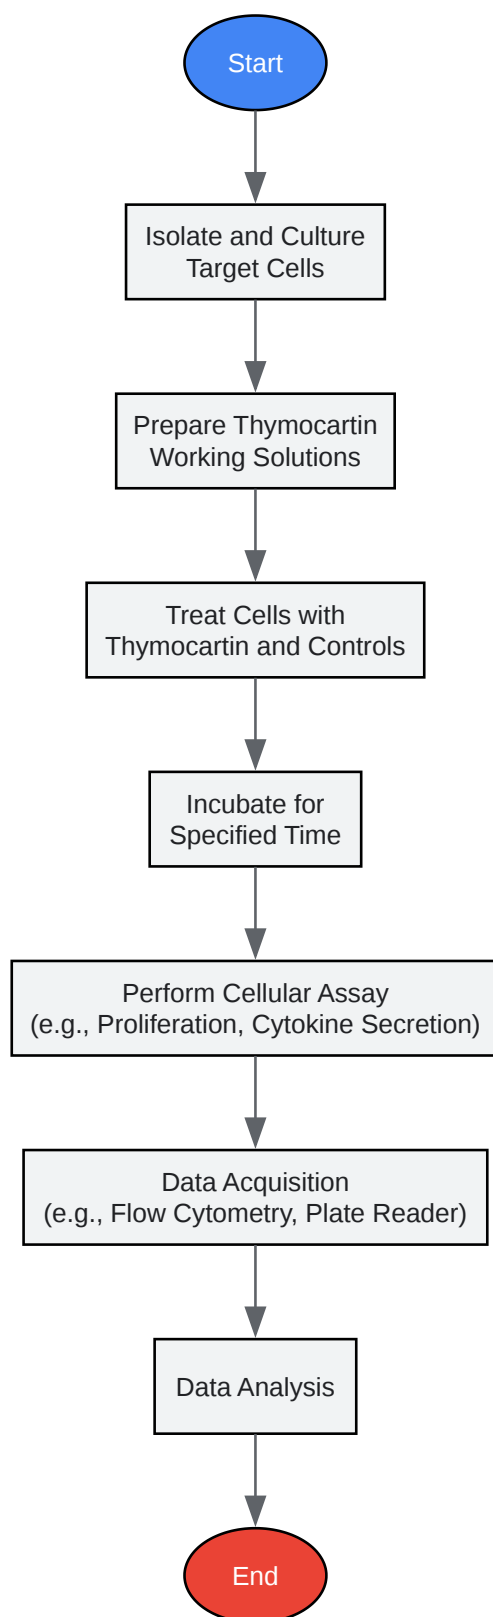 Start
Isolate and Culture
Target Cells
Prepare Thymocartin
Working Solutions
Treat Cells with
Thymocartin and Controls
Incubate for
Specified Time
Perform Cellular Assay
(e.g., Proliferation, Cytokine Secretion)
Data Acquisition
(e.g., Flow Cytometry, Plate Reader)
Data Analysis
End